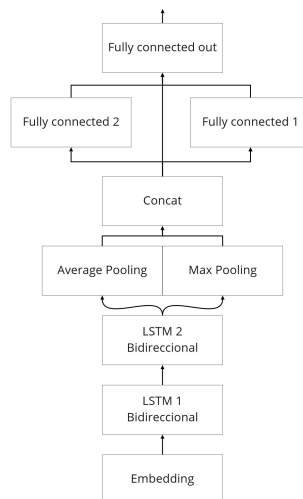 Fully connected out
Fully connected 2
Fully connected 1
Concat
Average Pooling
Max Pooling
LSTM 2
Bidireccional
LSTM 1
Bidireccional
Embedding